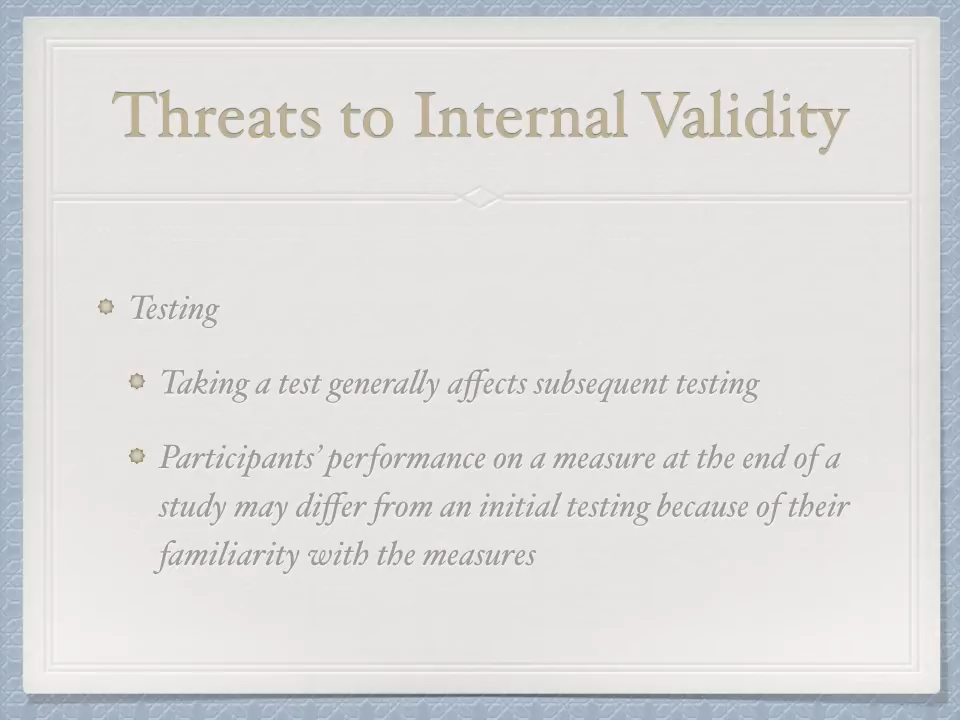 Threats to Internal Validity
Testing
Taking a test generally affects subsequent testing
Participants’ performance on a measure at the end of a
study may differ from an initial testing because of their
familiarity with the measures